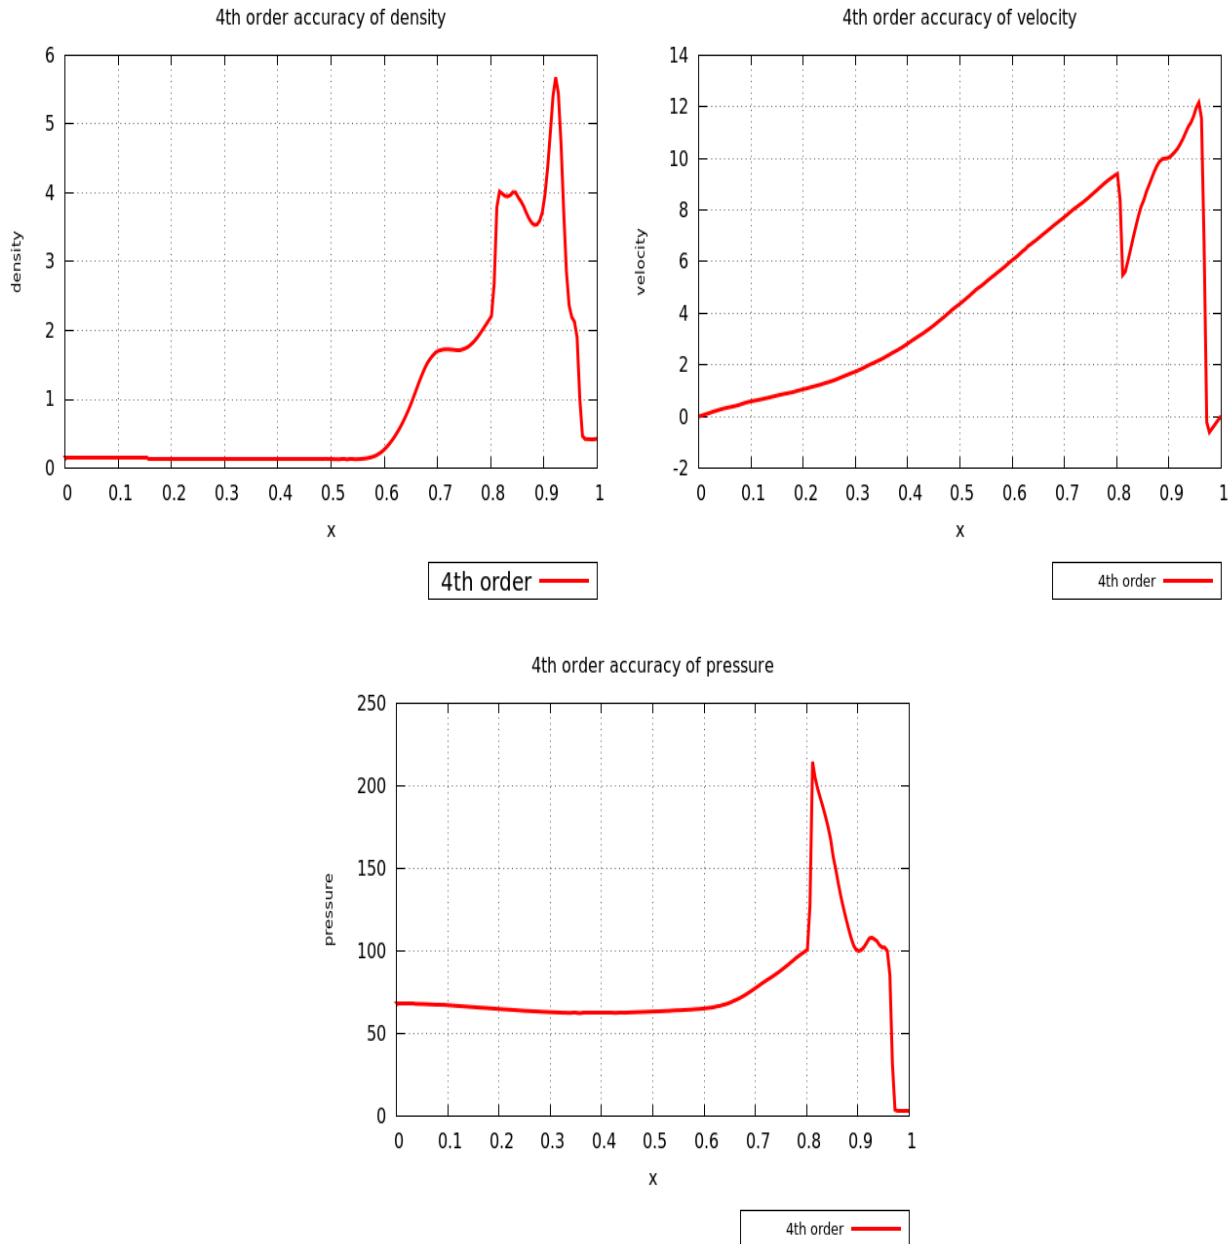 4th order accuracy of density
6
5
4
3
2
1
0
density
0 0.1 0.2 0.3 0.4 0.5 0.6 0.7 0.8 0.9 1
x
4th order
4th order accuracy of velocity
14
12
10
8
6
4
2
0
-2
velocity
0 0.1 0.2 0.3 0.4 0.5 0.6 0.7 0.8 0.9 1
x
4th order
4th order accuracy of pressure
250
200
150
100
50
0
pressure
0 0.1 0.2 0.3 0.4 0.5 0.6 0.7 0.8 0.9 1
x
4th order